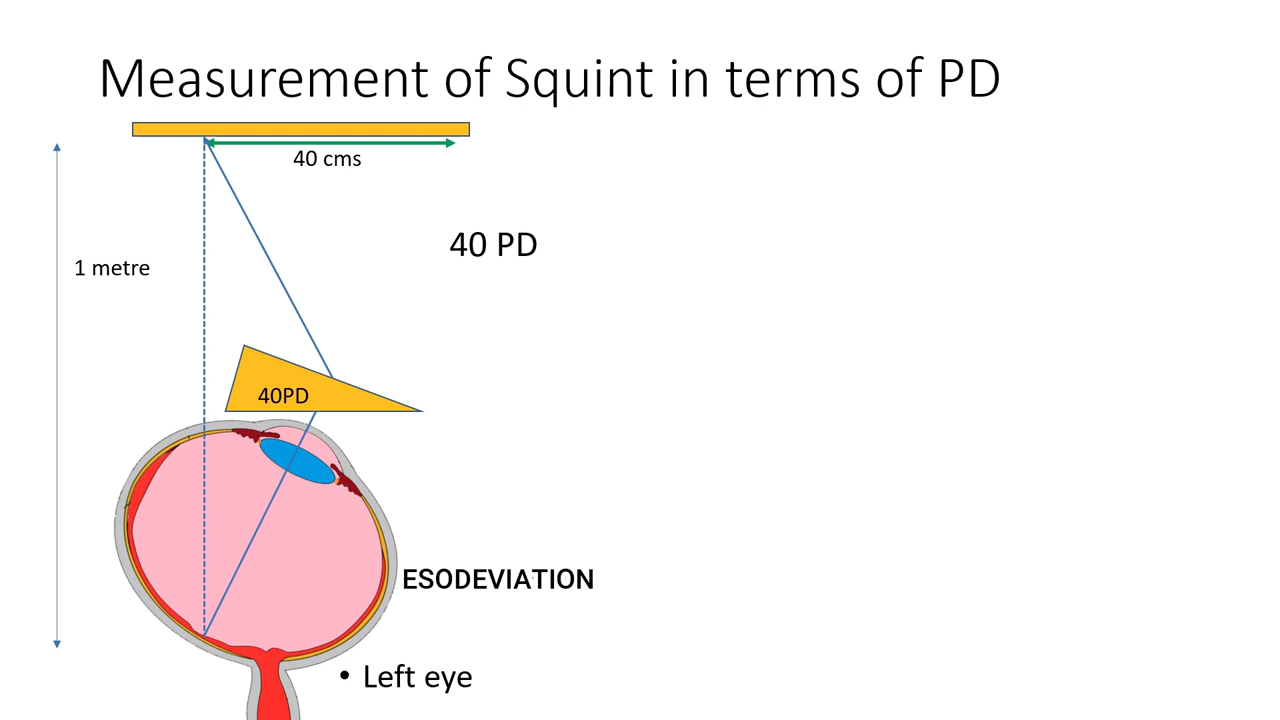 Measurement of Squint in terms of PD
40 cms
40 PD
1 metre
40PD
ESODEVIATION
• Left eye